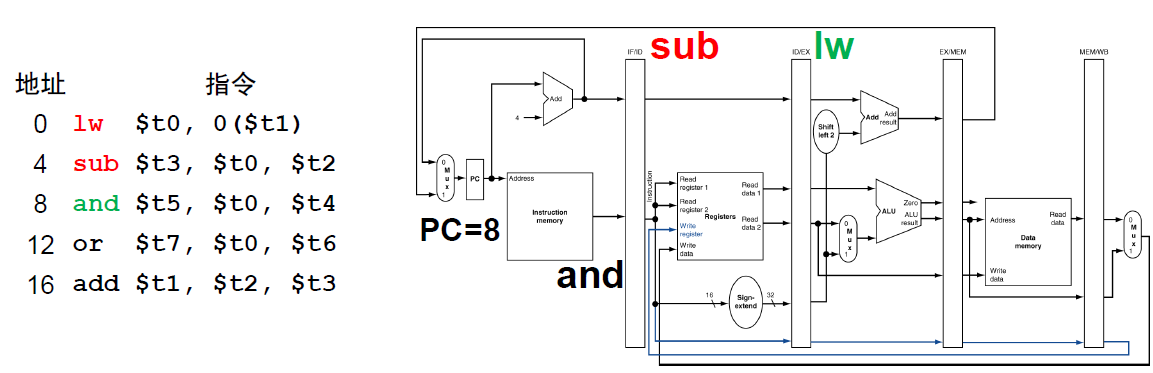 地址 指令
0 lw $t0, 0($t1)
4 sub $t3, $t0, $t2
8 and $t5, $t0, $t4
12 or $t7, $t0, $t6
16 add $t1, $t2, $t3
sub
lw
IF/ID
ID/EX
EX/MEM
MEM/WB
Add
4
0
M
u
x
1
PC
Address
Instruction
memory
PC=8
and
Instruction
Read
register 1
Read
register 2
Write
register
Write
data
Registers
Read
data 1
Read
data 2
16
Sign-
extend
32
Shift
left 2
Add
Add
result
0
M
u
x
1
ALU
Zero
ALU
result
Address
Read
data
Data
memory
Write
data
0
M
u
x
1